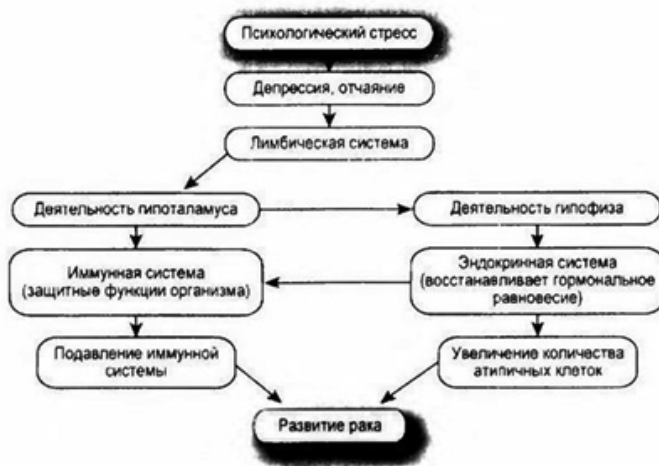 Психологический стресс
Депрессия, отчаяние
Лимбическая система
Деятельность гипоталамуса
Деятельность гипофиза
Иммунная система
(защитные функции организма)
Эндокринная система
(восстанавливает гормональное
равновесие)
Подавление иммунной
системы
Увеличение количества
атипичных клеток
Развитие рака